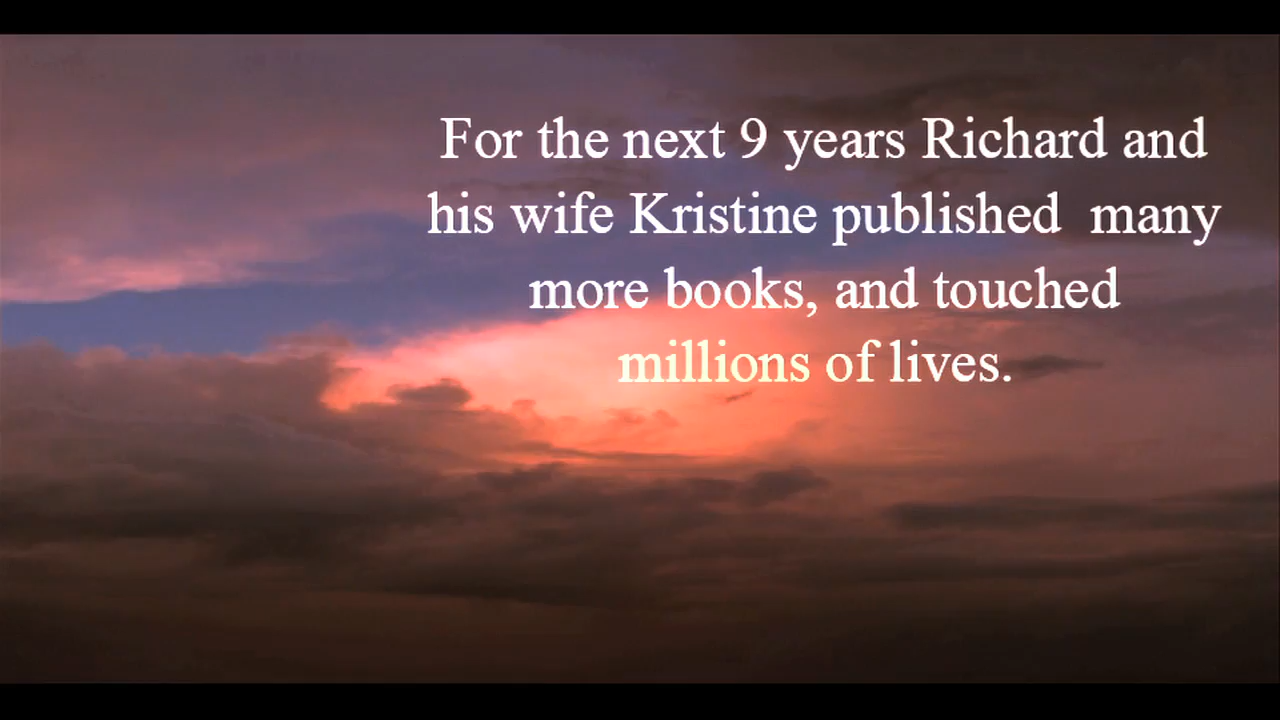 For the next 9 years Richard and
his wife Kristine published  many
more books, and touched
millions of lives.